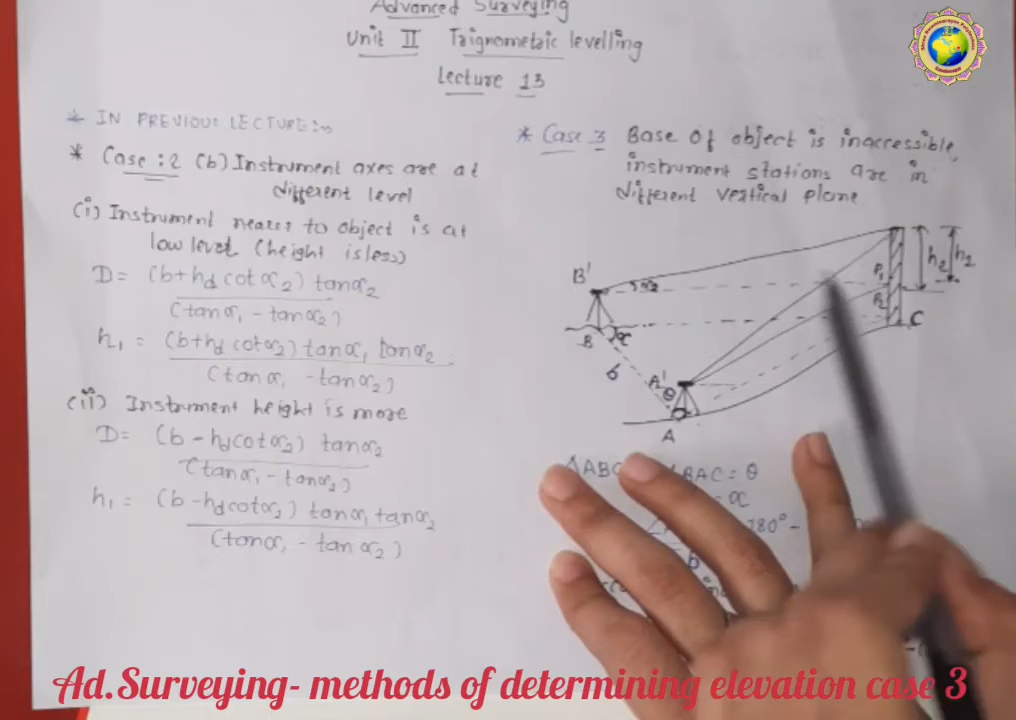 Advanced Surveying
Unit II Trignometric levelling
Lecture 13
* IN PREVIOUS LECTURE:~
* Case:2 (b) Instrument axes are at
different level
(i) Instrument nearer to object is at
low level (height is less)
D = (b+hd cot α2) tan α2
(tan α1 - tan α2)
h1 = (b+hd cot α2) tan α1 tan α2
(tan α1 - tan α2)
(ii) Instrument height is more
D = (b - hd cot α2) tan α2
(tan α1 - tan α2)
h1 = (b - hd cot α2) tan α1 tan α2
(tan α1 - tan α2)
* Case 3 Base of object is inaccessible,
instrument stations are in
different vertical plane
B'
α2
h2
h2
P1
P2
C
B
α
b
A'
θ
A
△ABC BAC = θ
= α
180° -
b
Ad.Surveying- methods of determining elevation case 3